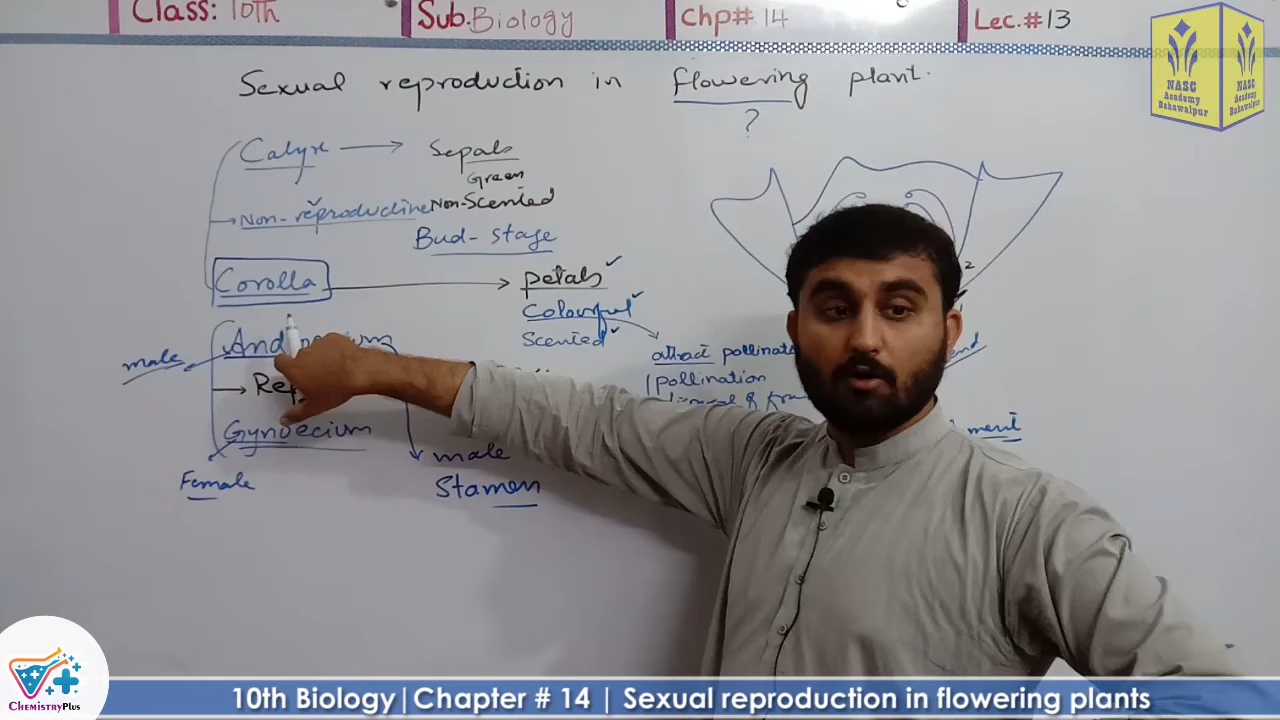 Class: 10th
Sub. Biology
Chp# 14
Lec.#13
NASC
Academy
Bahawalpur
NASC
Academy
Bahawalpur
Sexual reproduction in flowering plant.
?
Calyx → Sepals
Green
Non-reproductive Non-Scented
Bud-stage
Corolla → petals
Colourful
Scented
male
attract pollinat
pollination
2
Gynoecium
Female
male
Stamen
ChemistryPlus
10th Biology|Chapter # 14 | Sexual reproduction in flowering plants